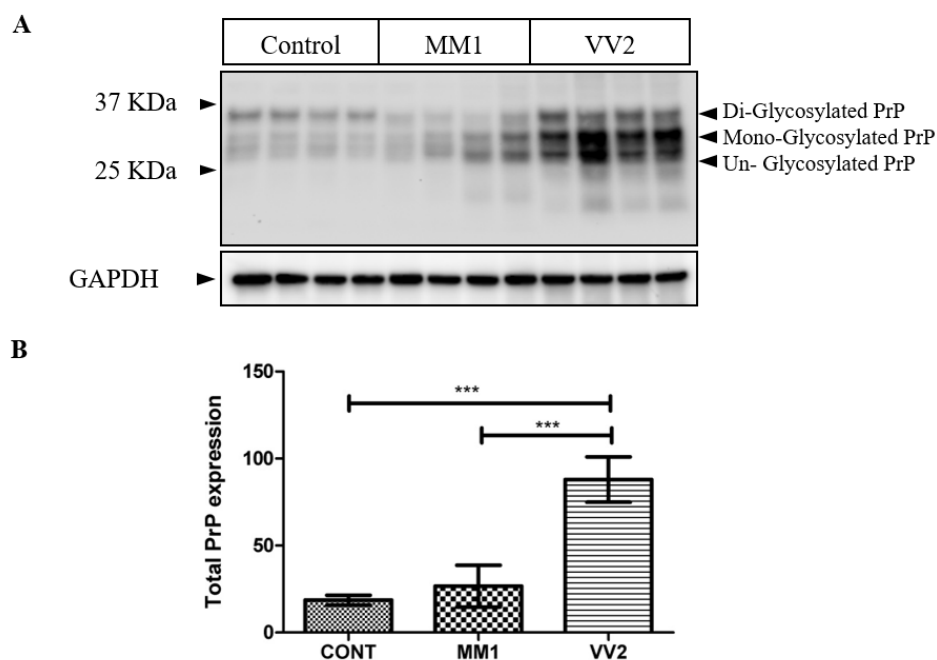 A
Control MM1 VV2
37 KDa
Di-Glycosylated PrP
Mono-Glycosylated PrP
25 KDa
Un- Glycosylated PrP
GAPDH
B
Total PrP expression
150
100
50
0
***
***
CONT MM1 VV2